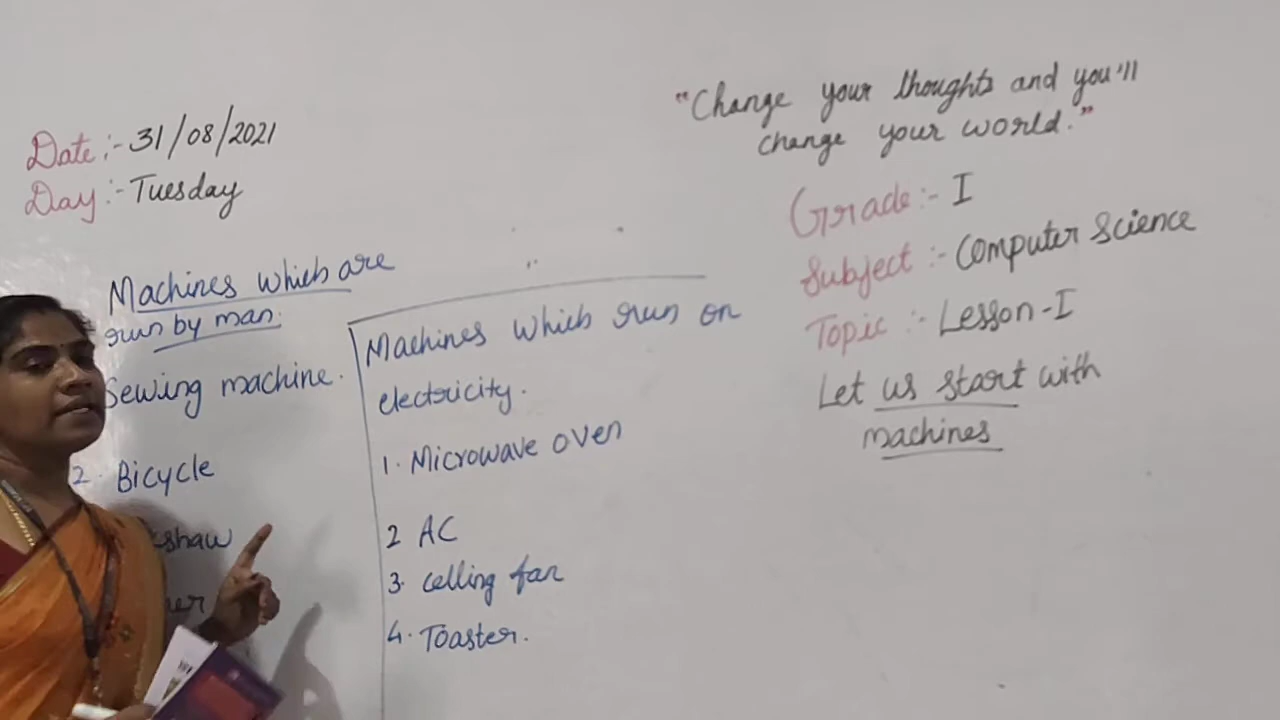 Date:- 31/08/2021
Day:- Tuesday
Machines which are
run by man.
Sewing machine.
2. Bicycle
Machines which run on
electricity.
1. Microwave oven
2 AC
3. celling fan
4. Toaster.
"Change your thoughts and you'll
change your world."
Grade:- I
Subject:- Computer Science
Topic:- Lesson-I
Let us start with
machines